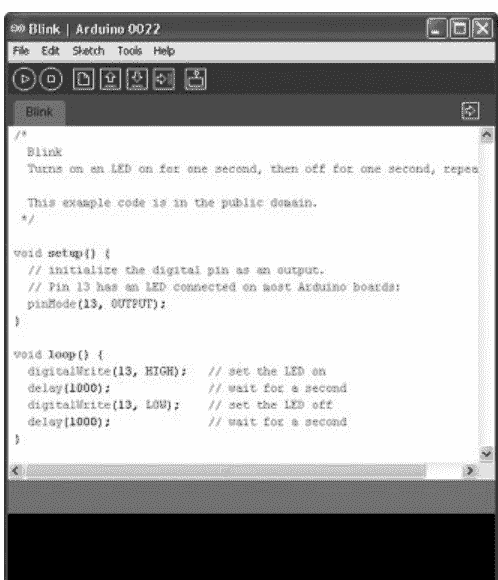 Blink | Arduino 0022
File Edit Sketch Tools Help
Blink
/*
Blink
Turns on an LED on for one second, then off for one second, repea
This example code is in the public domain.
*/
void setup() {
// initialize the digital pin as an output.
// Pin 13 has an LED connected on most Arduino boards:
pinMode(13, OUTPUT);
}
void loop() {
digitalWrite(13, HIGH); // set the LED on
delay(1000); // wait for a second
digitalWrite(13, LOW); // set the LED off
delay(1000); // wait for a second
}